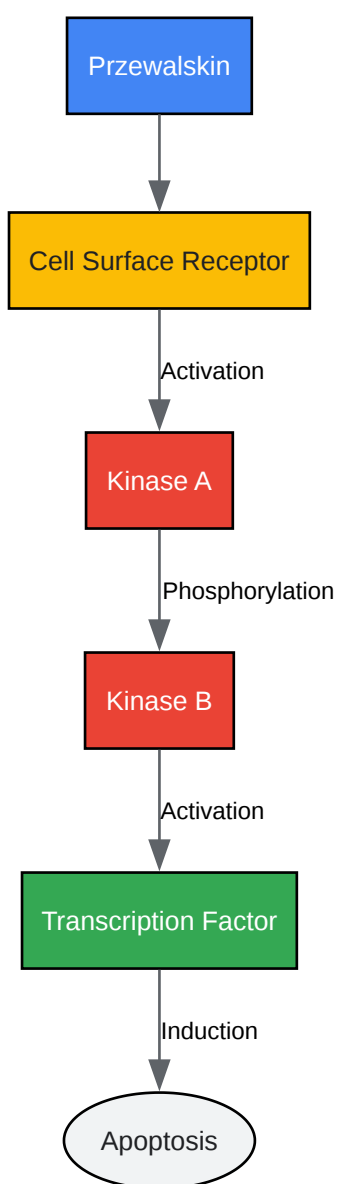 Przewalskin
Cell Surface Receptor
Activation
Kinase A
Phosphorylation
Kinase B
Activation
Transcription Factor
Induction
Apoptosis